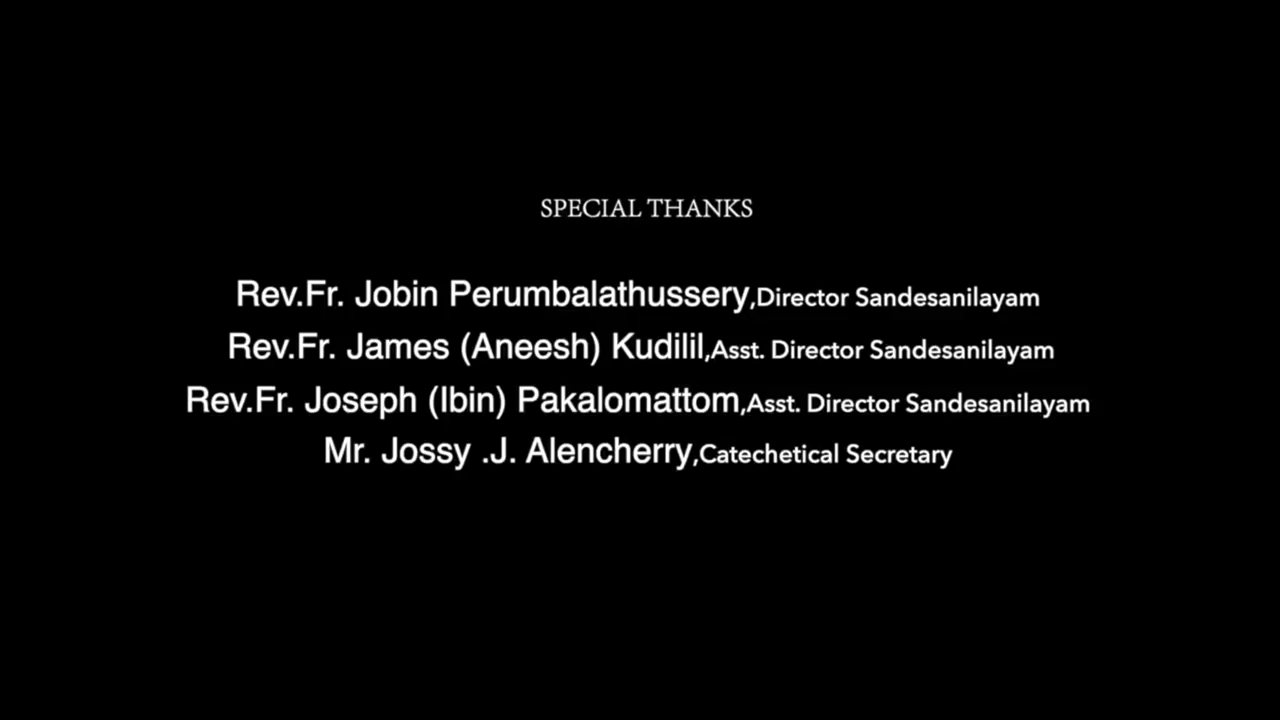 SPECIAL THANKS
Rev.Fr. Jobin Perumbalathussery,Director Sandesanilayam
Rev.Fr. James (Aneesh) Kudilil,Asst. Director Sandesanilayam
Rev.Fr. Joseph (Ibin) Pakalomattom,Asst. Director Sandesanilayam
Mr. Jossy .J. Alencherry,Catechetical Secretary